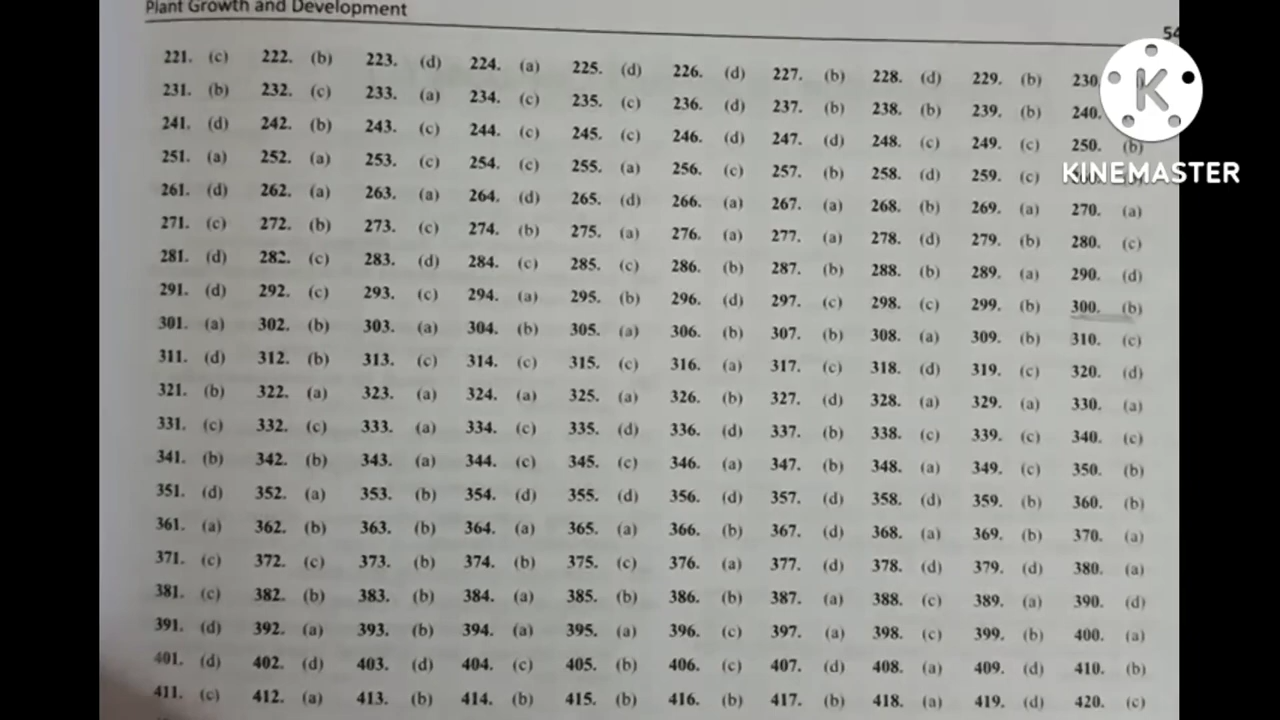 Plant Growth and Development
54
221. (c) 222. (b) 223. (d) 224. (a) 225. (d) 226. (d) 227. (b) 228. (d) 229. (b) 230.
231. (b) 232. (c) 233. (a) 234. (c) 235. (c) 236. (d) 237. (b) 238. (b) 239. (b) 240.
241. (d) 242. (b) 243. (c) 244. (c) 245. (c) 246. (d) 247. (d) 248. (c) 249. (c) 250. (b)
251. (a) 252. (a) 253. (c) 254. (c) 255. (a) 256. (c) 257. (b) 258. (d) 259. (c)
261. (d) 262. (a) 263. (a) 264. (d) 265. (d) 266. (a) 267. (a) 268. (b) 269. (a) 270. (a)
271. (c) 272. (b) 273. (c) 274. (b) 275. (a) 276. (a) 277. (a) 278. (d) 279. (b) 280. (c)
281. (d) 282. (c) 283. (d) 284. (c) 285. (c) 286. (b) 287. (b) 288. (b) 289. (a) 290. (d)
291. (d) 292. (c) 293. (c) 294. (a) 295. (b) 296. (d) 297. (c) 298. (c) 299. (b) 300. (b)
301. (a) 302. (b) 303. (a) 304. (b) 305. (a) 306. (b) 307. (b) 308. (a) 309. (b) 310. (c)
311. (d) 312. (b) 313. (c) 314. (c) 315. (c) 316. (a) 317. (c) 318. (d) 319. (c) 320. (d)
321. (b) 322. (a) 323. (a) 324. (a) 325. (a) 326. (b) 327. (d) 328. (a) 329. (a) 330. (a)
331. (c) 332. (c) 333. (a) 334. (c) 335. (d) 336. (d) 337. (b) 338. (c) 339. (c) 340. (c)
341. (b) 342. (b) 343. (a) 344. (c) 345. (c) 346. (a) 347. (b) 348. (a) 349. (c) 350. (b)
351. (d) 352. (a) 353. (b) 354. (d) 355. (d) 356. (d) 357. (d) 358. (d) 359. (b) 360. (b)
361. (a) 362. (b) 363. (b) 364. (a) 365. (a) 366. (b) 367. (d) 368. (a) 369. (b) 370. (a)
371. (c) 372. (c) 373. (b) 374. (b) 375. (c) 376. (a) 377. (d) 378. (d) 379. (d) 380. (a)
381. (c) 382. (b) 383. (b) 384. (a) 385. (b) 386. (b) 387. (a) 388. (c) 389. (a) 390. (d)
391. (d) 392. (a) 393. (b) 394. (a) 395. (a) 396. (c) 397. (a) 398. (c) 399. (b) 400. (a)
401. (d) 402. (d) 403. (d) 404. (c) 405. (b) 406. (c) 407. (d) 408. (a) 409. (d) 410. (b)
411. (c) 412. (a) 413. (b) 414. (b) 415. (b) 416. (b) 417. (b) 418. (a) 419. (d) 420. (c)
K
KINEMASTER